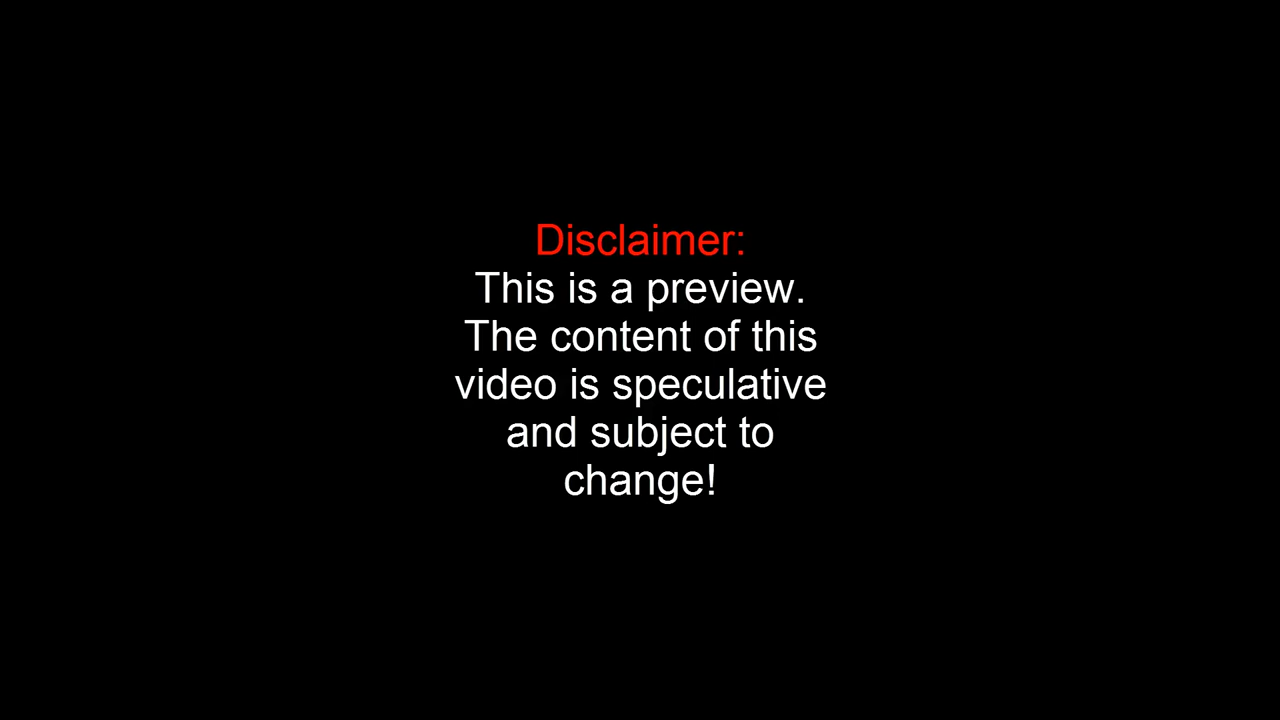 Disclaimer:
This is a preview.
The content of this
video is speculative
and subject to
change!